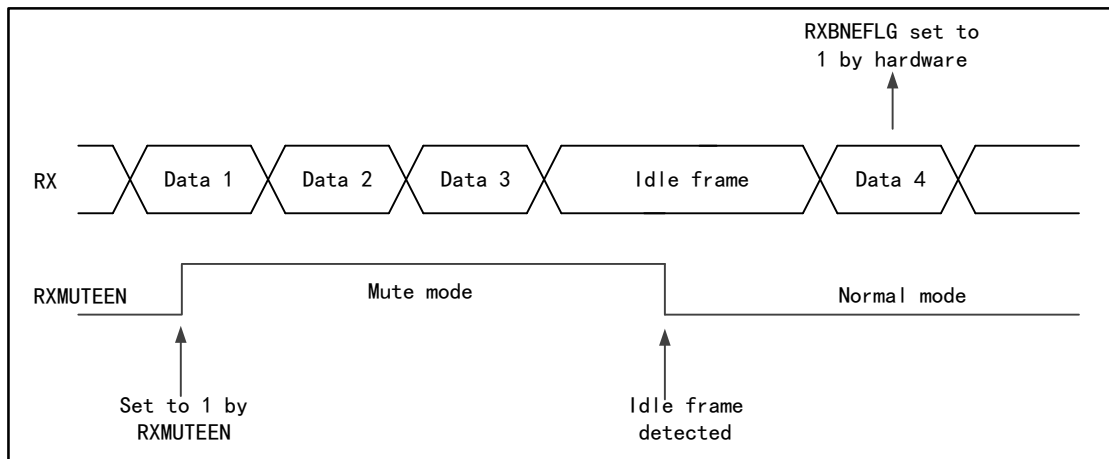 RXBNEFLG set to
1 by hardware
RX
Data 1
Data 2
Data 3
Idle frame
Data 4
RXMUTEEN
Mute mode
Normal mode
Set to 1 by
RXMUTEEN
Idle frame
detected